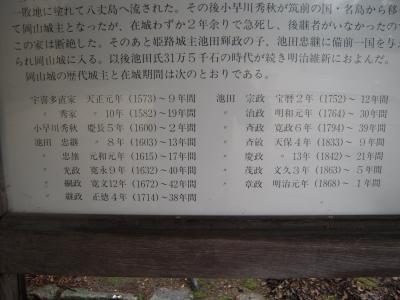 敗地に塗れて八丈島へ流された。その後小早川秀秋が筑前の国・名島から移
て岡山城主となったが、在城わずか2年余りで急死し、後継者がいなかったので
この家は断絶した。そのあと姫路城主池田輝政の子、池田忠継に備前一国を与え
られ岡山城に入る。以後池田氏31万5千石の時代が続き明治維新におよんだ。
岡山城の歴代城主と在城期間は次のとおりである。
宇喜多直家 天正元年(1573)~9年間
〃 秀家 〃10年(1582)~19年間
小早川秀秋 慶長5年(1600)~2年間
池田 忠継 〃8年(1603)~13年間
〃 忠雄 元和元年(1615)~17年間
〃 光政 寛永9年(1632)~40年間
〃 綱政 寛文12年(1672)~42年間
〃 継政 正徳4年(1714)~38年間
池田 宗政 宝暦2年(1752)~12年間
〃 治政 明和元年(1764)~30年間
〃 斉政 寛政6年(1794)~39年間
〃 斉敏 天保4年(1833)~9年間
〃 慶政 〃13年(1842)~21年間
〃 茂政 文久3年(1863)~5年間
〃 章政 明治元年(1868)~1年間